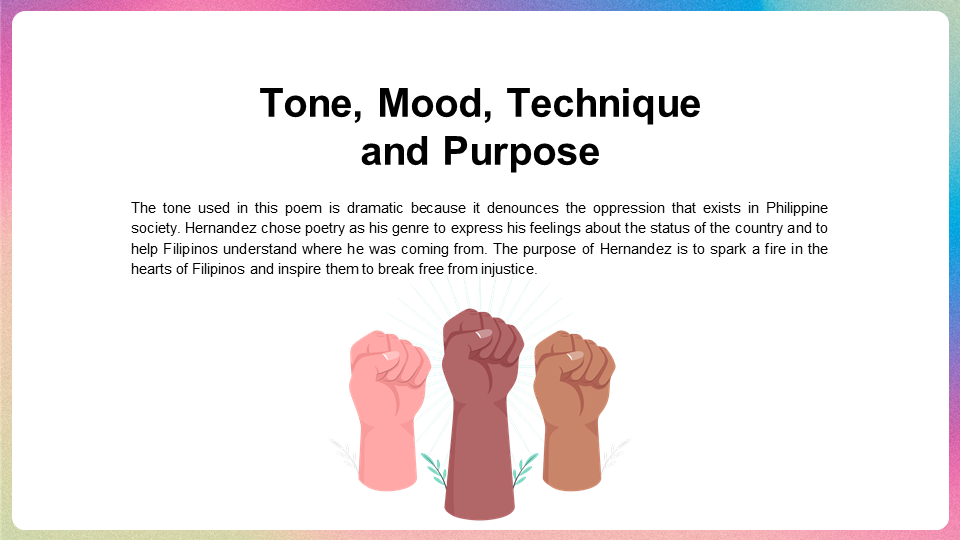 Tone, Mood, Technique
and Purpose
The tone used in this poem is dramatic because it denounces the oppression that exists in Philippine
society. Hernandez chose poetry as his genre to express his feelings about the status of the country and to
help Filipinos understand where he was coming from. The purpose of Hernandez is to spark a fire in the
hearts of Filipinos and inspire them to break free from injustice.